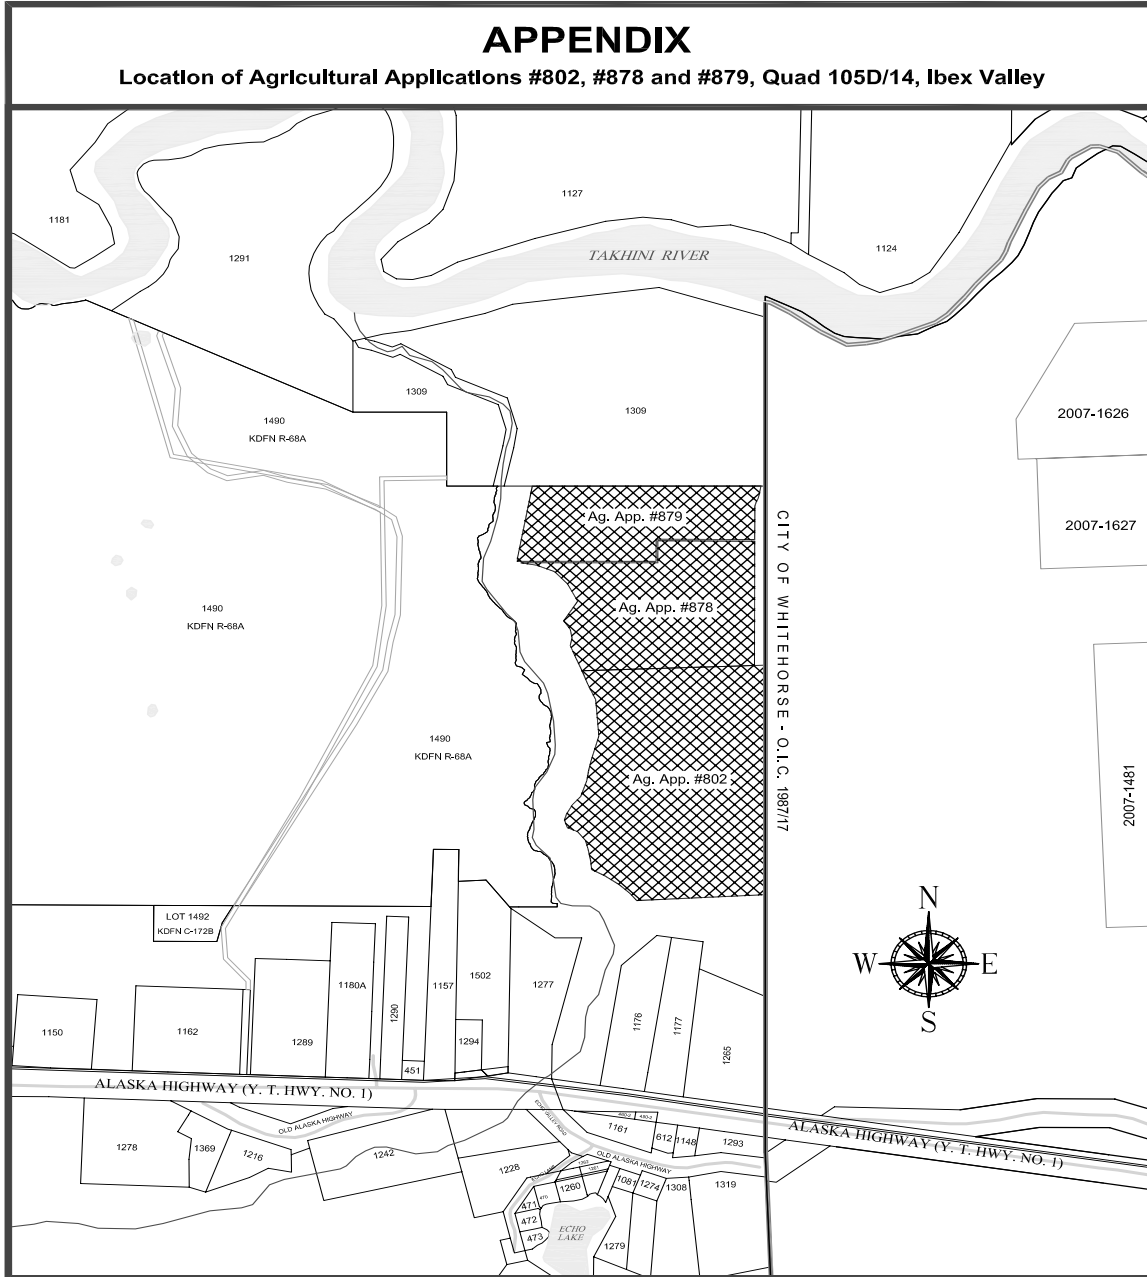 APPENDIX
Location of Agricultural Applications #802, #878 and #879, Quad 105D/14, Ibex Valley
1181
1291
1127
TAKHINI RIVER
1124
1309
1309
1490
KDFN R-68A
2007-1626
Ag. App. #879
2007-1627
CITY OF WHITEHORSE - O.I.C. 1987/17
1490
KDFN R-68A
Ag. App. #878
1490
KDFN R-68A
Ag. App. #802
2007-1481
LOT 1492
KDFN C-172B
N
W
E
S
1150
1162
1289
1180A
1290
451
1157
1502
1294
1277
1176
1177
1265
ALASKA HIGHWAY (Y. T. HWY. NO. 1)
ALASKA HIGHWAY (Y. T. HWY. NO. 1)
OLD ALASKA HIGHWAY
1278
1369
1216
1242
1228
1161
612
1148
1293
OLD ALASKA HIGHWAY
1260
1081
1274
1308
1319
471
472
473
ECHO
LAKE
1279